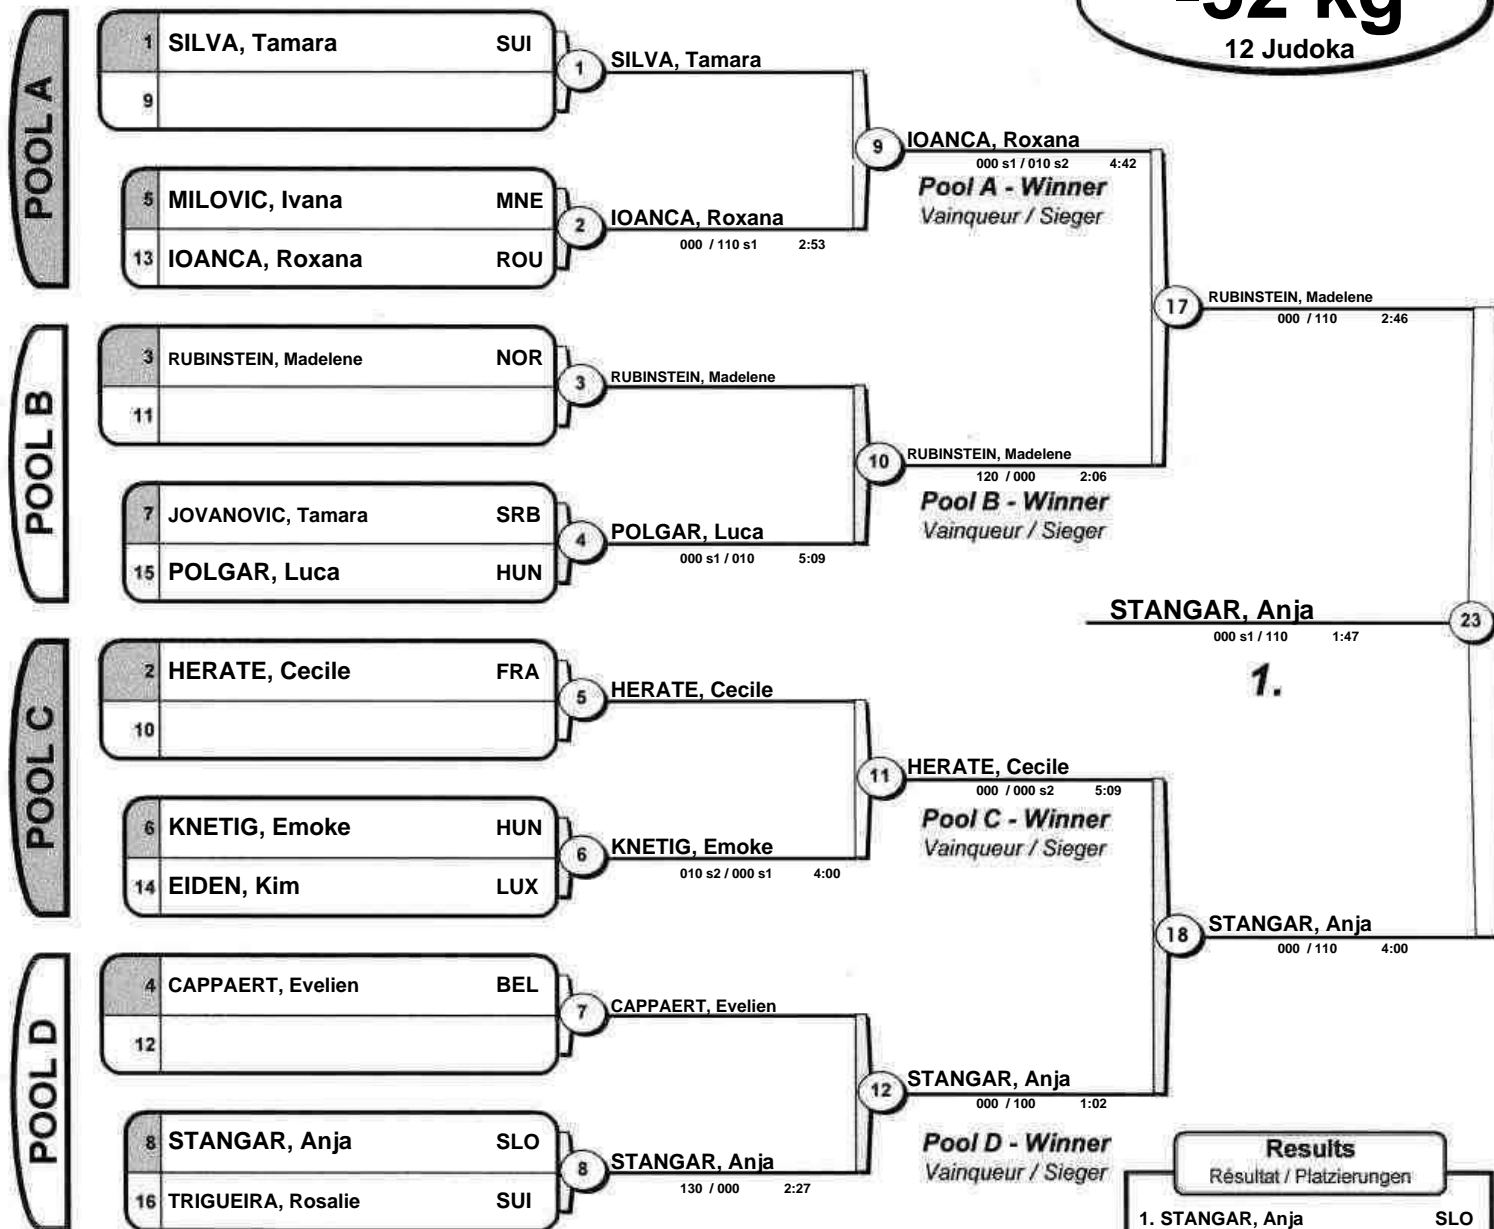 -52 kg
12 Judoka
POOL A
1 SILVA, Tamara SUI
9
1 SILVA, Tamara
5 MILOVIC, Ivana MNE
13 IOANCA, Roxana ROU
2 IOANCA, Roxana
000 / 110 s1 2:53
9 IOANCA, Roxana
000 s1 / 010 s2 4:42
Pool A - Winner
Vainqueur / Sieger
POOL B
3 RUBINSTEIN, Madelene NOR
11
3 RUBINSTEIN, Madelene
7 JOVANOVIC, Tamara SRB
15 POLGAR, Luca HUN
4 POLGAR, Luca
000 s1 / 010 5:09
10 RUBINSTEIN, Madelene
120 / 000 2:06
Pool B - Winner
Vainqueur / Sieger
17 RUBINSTEIN, Madelene
000 / 110 2:46
STANGAR, Anja 23
000 s1 / 110 1:47
1.
POOL C
2 HERATE, Cecile FRA
10
5 HERATE, Cecile
6 KNETIG, Emoke HUN
14 EIDEN, Kim LUX
6 KNETIG, Emoke
010 s2 / 000 s1 4:00
11 HERATE, Cecile
000 / 000 s2 5:09
Pool C - Winner
Vainqueur / Sieger
18 STANGAR, Anja
000 / 110 4:00
POOL D
4 CAPPAERT, Evelien BEL
12
7 CAPPAERT, Evelien
8 STANGAR, Anja SLO
16 TRIGUEIRA, Rosalie SUI
8 STANGAR, Anja
130 / 000 2:27
12 STANGAR, Anja
000 / 100 1:02
Pool D - Winner
Vainqueur / Sieger
Results
Résultat / Platzierungen
1. STANGAR, Anja SLO